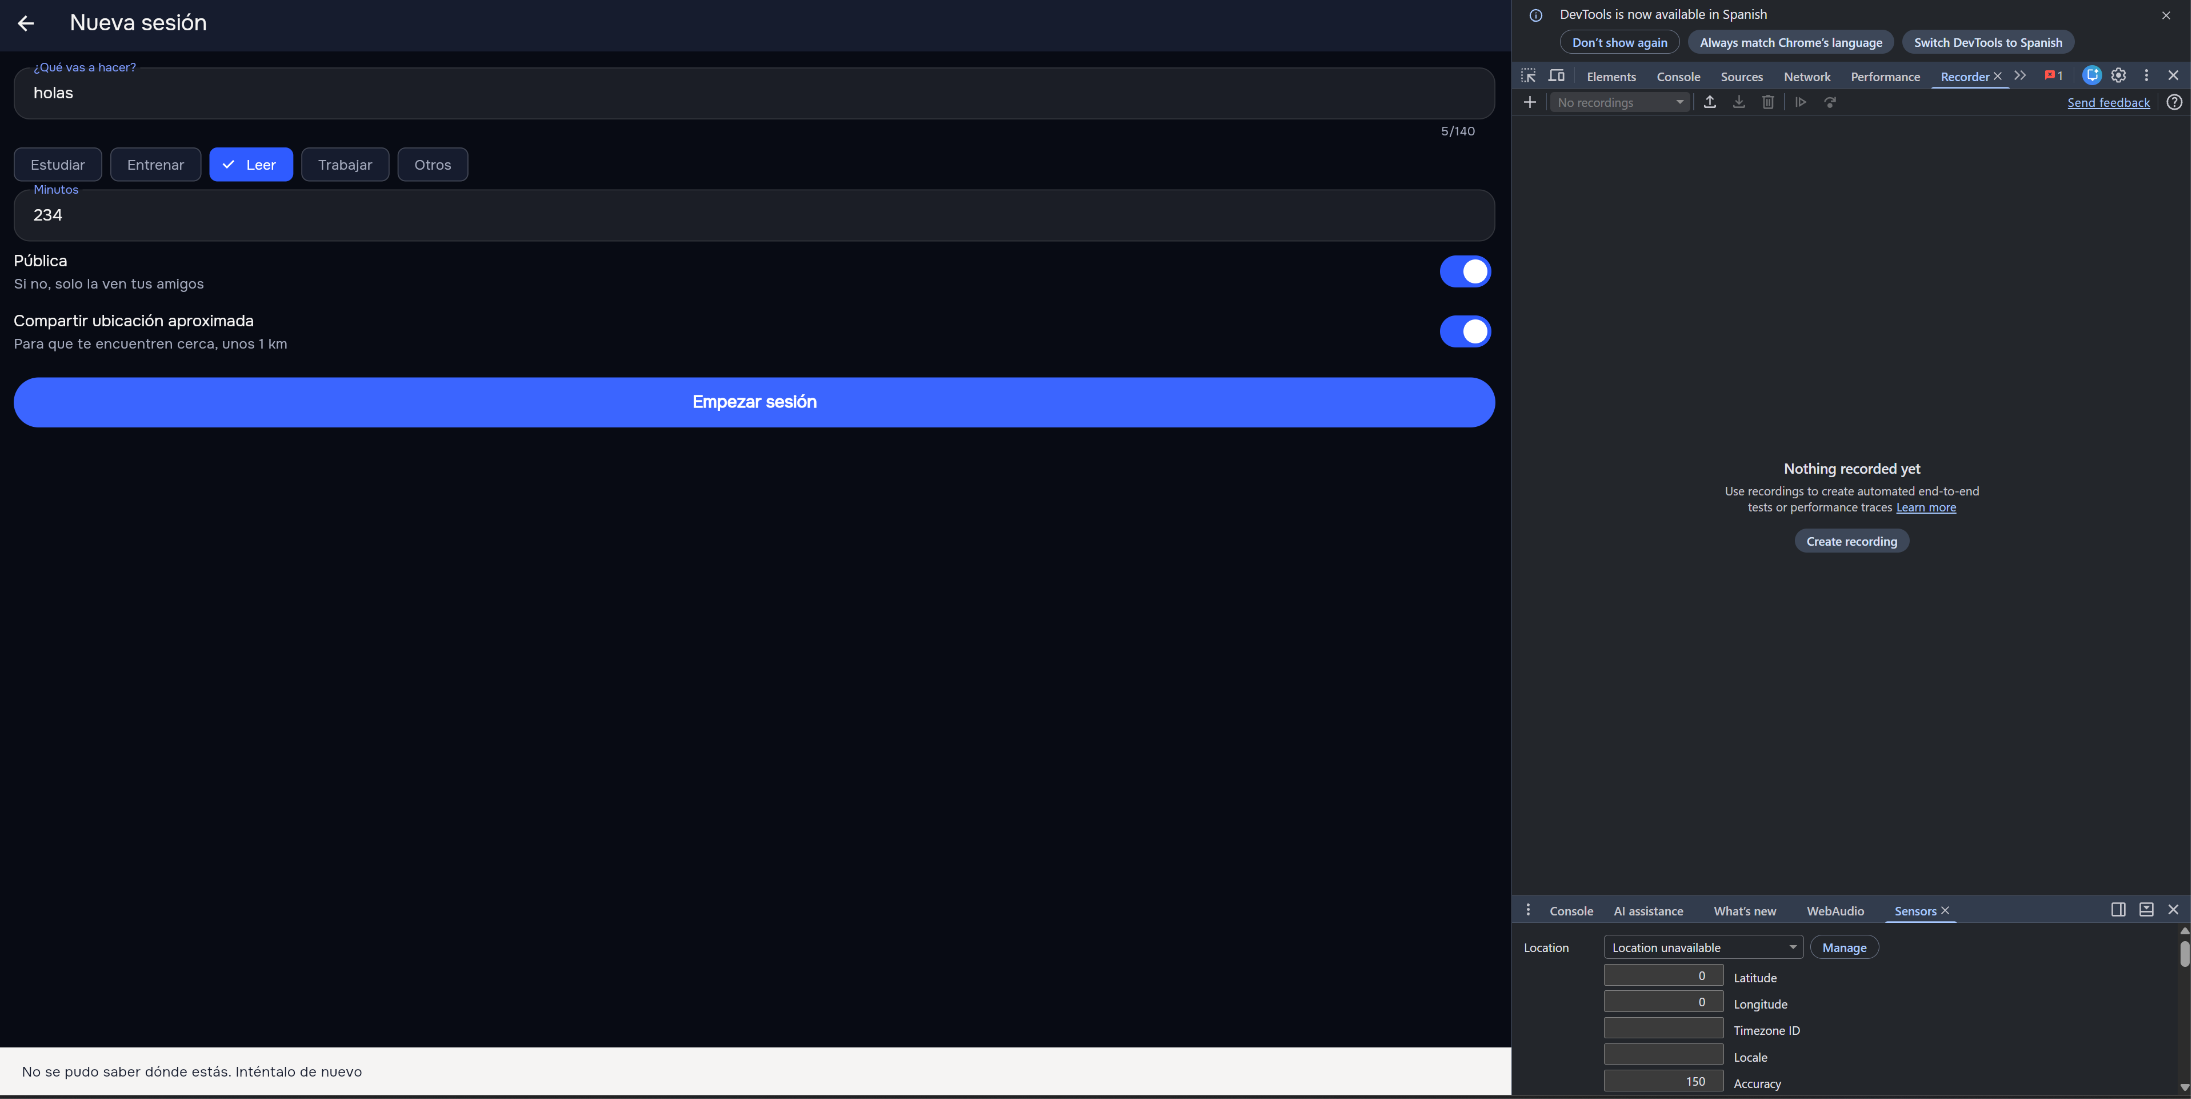 Nueva sesión
¿Qué vas a hacer?
holas
5/140
Estudiar Entrenar Leer Trabajar Otros
Minutos
234
Pública
Si no, solo la ven tus amigos
Compartir ubicación aproximada
Para que te encuentren cerca, unos 1 km
Empezar sesión
No se pudo saber dónde estás. Inténtalo de nuevo
DevTools is now available in Spanish
Don't show again Always match Chrome's language Switch DevTools to Spanish
Elements Console Sources Network Performance Recorder 1
No recordings Send feedback
Nothing recorded yet
Use recordings to create automated end-to-end
tests or performance traces Learn more
Create recording
Console AI assistance What's new WebAudio Sensors
Location Location unavailable Manage
0 Latitude
0 Longitude
Timezone ID
Locale
150 Accuracy